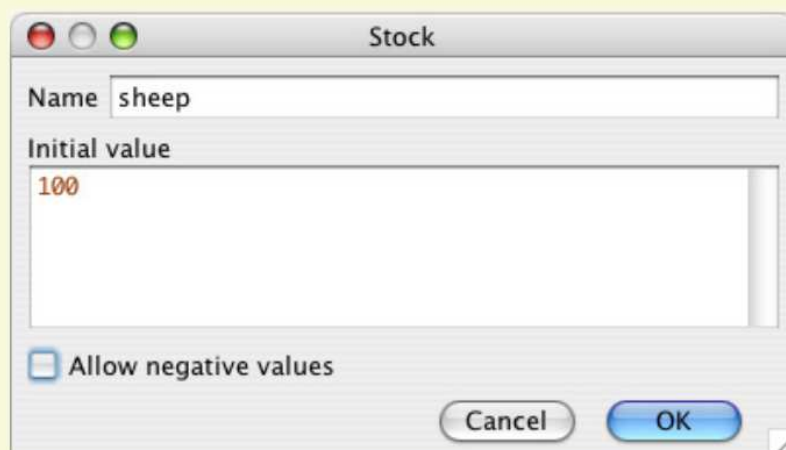 Stock
Name sheep
Initial value
100
Allow negative values
Cancel OK